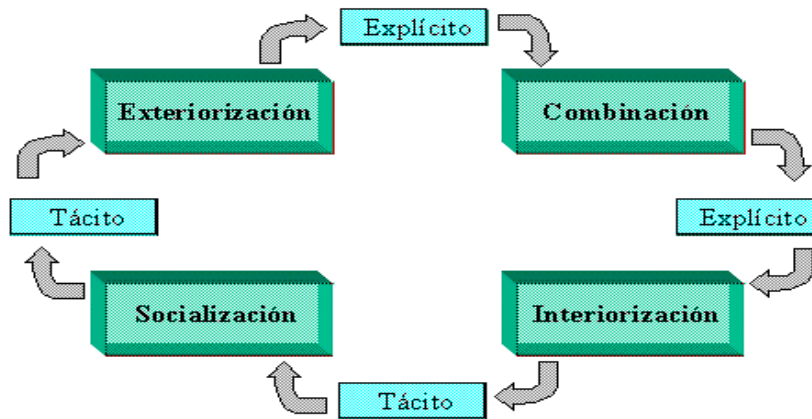 Explícito
Exteriorización
Combinación
Tácito
Explícito
Socialización
Interiorización
Tácito